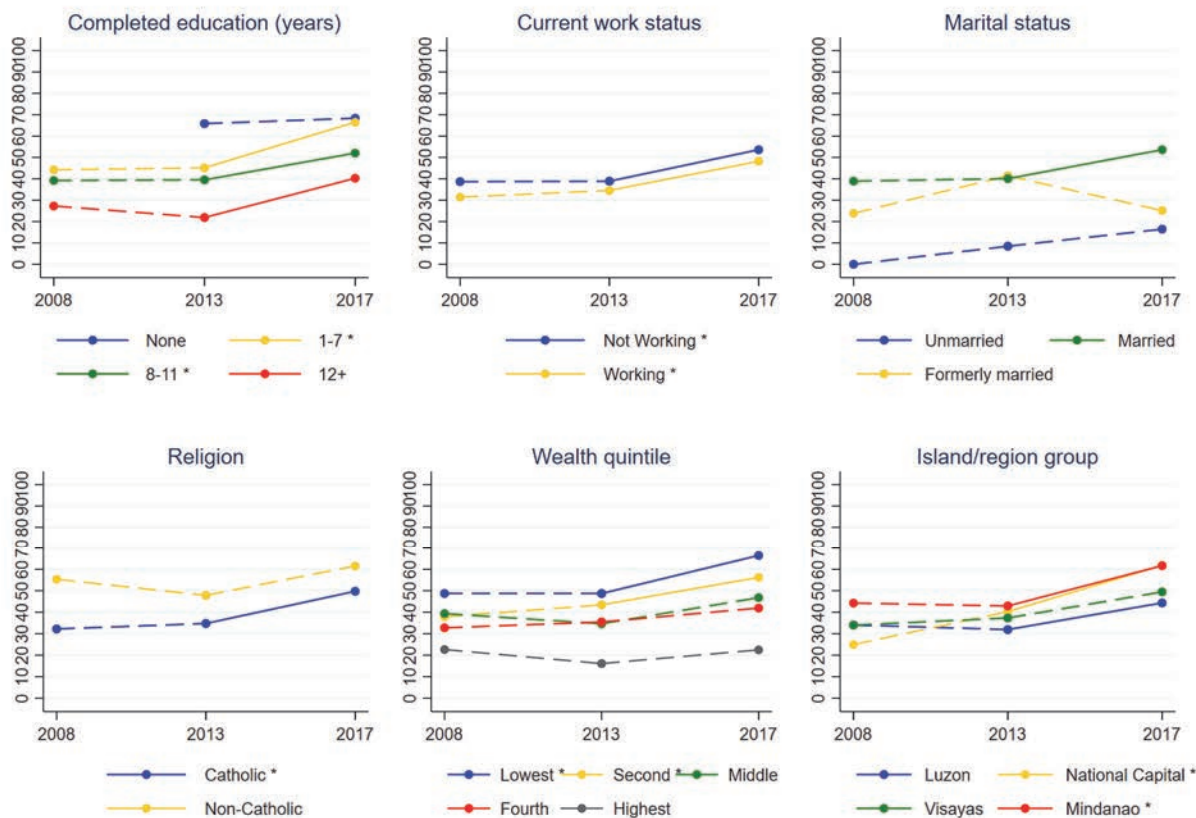 Completed education (years)
100
90
80
70
60
50
40
30
20
10
0
2008 2013 2017
None 1-7 *
8-11 * 12+
Current work status
100
90
80
70
60
50
40
30
20
10
0
2008 2013 2017
Not Working *
Working *
Marital status
100
90
80
70
60
50
40
30
20
10
0
2008 2013 2017
Unmarried Married
Formerly married
Religion
100
90
80
70
60
50
40
30
20
10
0
2008 2013 2017
Catholic *
Non-Catholic
Wealth quintile
100
90
80
70
60
50
40
30
20
10
0
2008 2013 2017
Lowest * Second * Middle
Fourth Highest
Island/region group
100
90
80
70
60
50
40
30
20
10
0
2008 2013 2017
Luzon National Capital *
Visayas Mindanao *